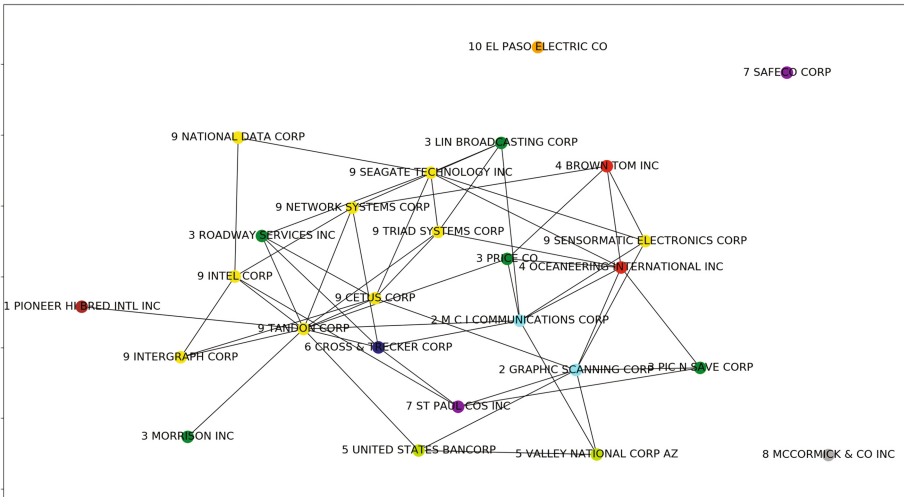 10 EL PASO ELECTRIC CO
7 SAFECO CORP
9 NATIONAL DATA CORP
3 LIN BROADCASTING CORP
4 BROWN TOM INC
9 SEAGATE TECHNOLOGY INC
9 NETWORK SYSTEMS CORP
9 TRIAD SYSTEMS CORP
3 ROADWAY SERVICES INC
9 SENSORMATIC ELECTRONICS CORP
3 PRICE CO
4 OCEANEERING INTERNATIONAL INC
9 INTEL CORP
9 CETUS CORP
1 PIONEER HI-BRED INTL INC
2 M C I COMMUNICATIONS CORP
9 TANDON CORP
6 CROSS & TRECKER CORP
9 INTERGRAPH CORP
2 GRAPHIC SCANNING CORP
3 PIC N SAVE CORP
7 ST PAUL COS INC
3 MORRISON INC
5 UNITED STATES BANCORP
5 VALLEY NATIONAL CORP AZ
8 MCCORMICK & CO INC